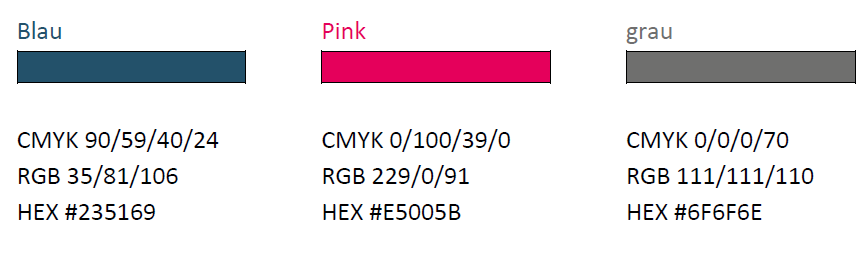 Blau
CMYK 90/59/40/24
RGB 35/81/106
HEX #235169
Pink
CMYK 0/100/39/0
RGB 229/0/91
HEX #E5005B
grau
CMYK 0/0/0/70
RGB 111/111/110
HEX #6F6F6E